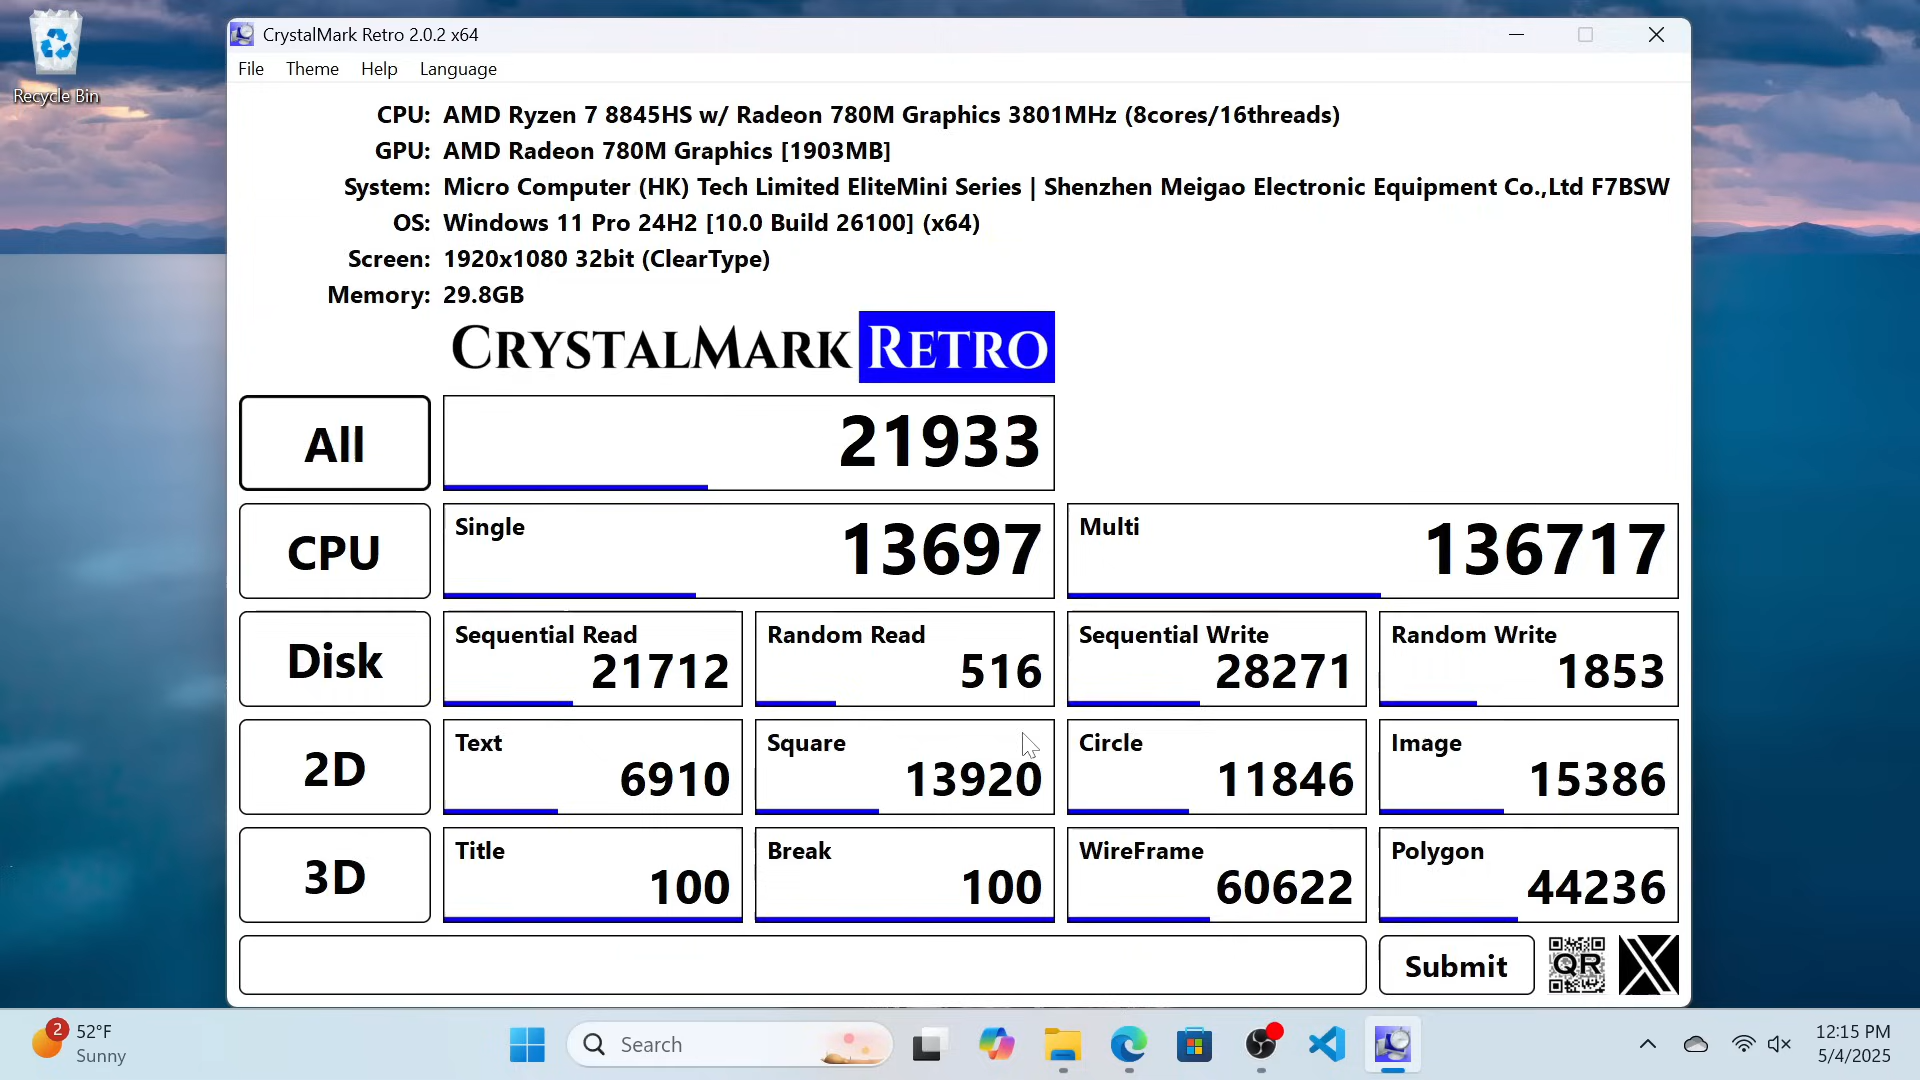 Recycle Bin
CrystalMark Retro 2.0.2 x64
File Theme Help Language
CPU: AMD Ryzen 7 8845HS w/ Radeon 780M Graphics 3801MHz (8cores/16threads)
GPU: AMD Radeon 780M Graphics [1903MB]
System: Micro Computer (HK) Tech Limited EliteMini Series | Shenzhen Meigao Electronic Equipment Co.,Ltd F7BSW
OS: Windows 11 Pro 24H2 [10.0 Build 26100] (x64)
Screen: 1920x1080 32bit (ClearType)
Memory: 29.8GB
CRYSTALMARK RETRO
All 21933
CPU Single 13697 Multi 136717
Disk Sequential Read 21712 Random Read 516 Sequential Write 28271 Random Write 1853
2D Text 6910 Square 13920 Circle 11846 Image 15386
3D Title 100 Break 100 WireFrame 60622 Polygon 44236
Submit QR X
2 52°F
Sunny
Search
12:15 PM
5/4/2025